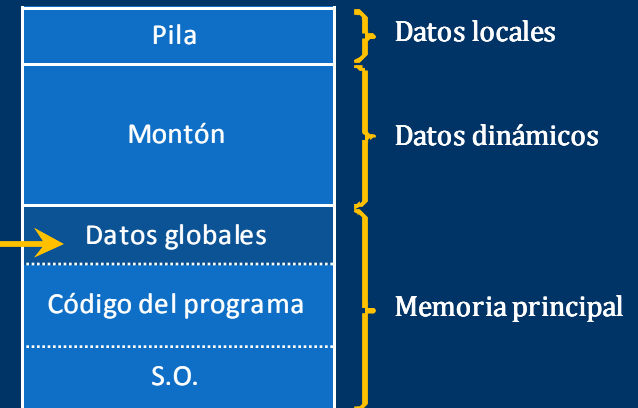 Pila
Datos locales
Montón
Datos dinámicos
Datos globales
Código del programa
Memoria principal
S.O.